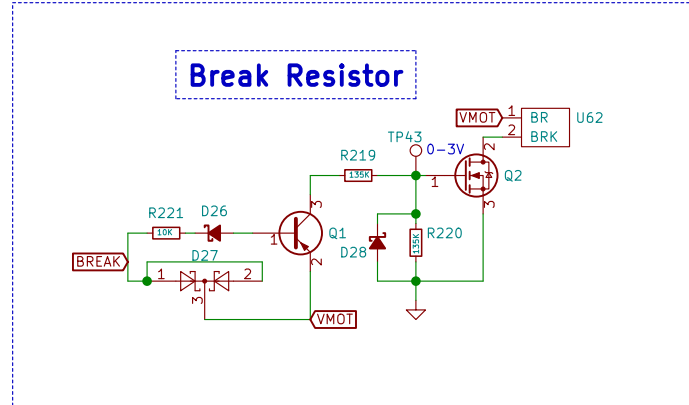 Break Resistor
VMOT
1
BR
U62
2
BRK
TP43
0-3V
2
R219
135K
1
Q2
3
3
R221
D26
10K
1
Q1
R220
135K
D28
D27
2
BREAK
1
2
3
VMOT